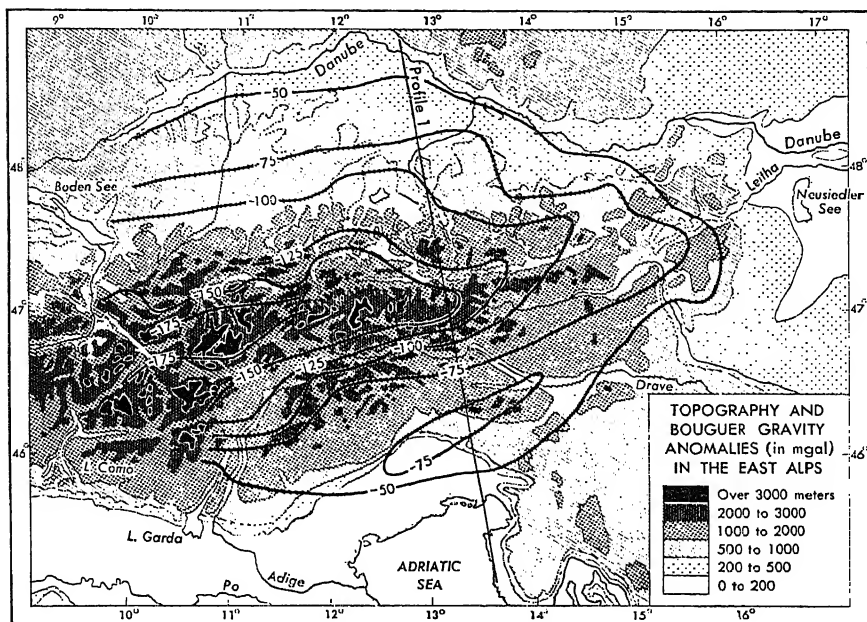 9° 10° 11° 12° 13° 14° 15° 16° 17°
Danube
Profile 1
-50
-75
-100
Danube
Leitha
48
48
Boden See
Neusiedler
See
-125
-150
-175
47°
47°
175
-150
-125
-100
-75
Drave
46
46
L. Como
-75
-50
L. Garda
Adige
Po
ADRIATIC
SEA
TOPOGRAPHY AND
BOUGUER GRAVITY
ANOMALIES (in mgal)
IN THE EAST ALPS
Over 3000 meters
2000 to 3000
1000 to 2000
500 to 1000
200 to 500
0 to 200
10° 11° 12° 13° 14° 15° 16°